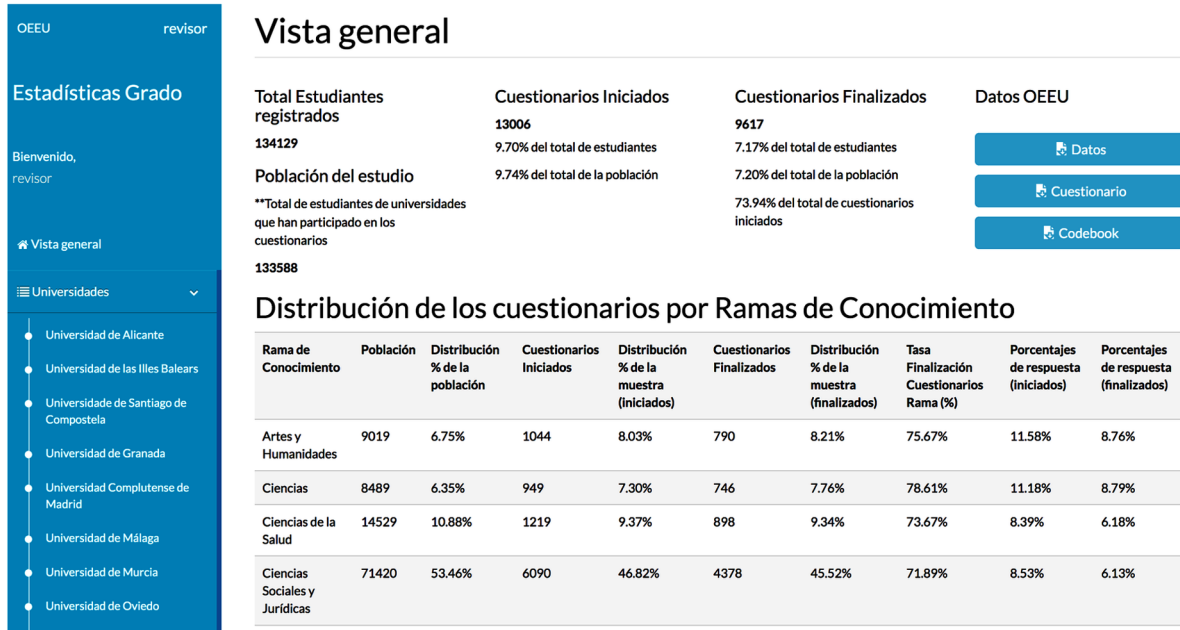 OEEU revisor
Estadísticas Grado
Bienvenido,
revisor
Vista general
Universidades
Universidad de Alicante
Universidad de las Illes Balears
Universidade de Santiago de
Compostela
Universidad de Granada
Universidad Complutense de
Madrid
Universidad de Málaga
Universidad de Murcia
Universidad de Oviedo
Vista general
Total Estudiantes
registrados
134129
Población del estudio
**Total de estudiantes de universidades
que han participado en los
cuestionarios
133588
Cuestionarios Iniciados
13006
9.70% del total de estudiantes
9.74% del total de la población
Cuestionarios Finalizados
9617
7.17% del total de estudiantes
7.20% del total de la población
73.94% del total de cuestionarios
iniciados
Datos OEEU
Datos
Cuestionario
Codebook
Distribución de los cuestionarios por Ramas de Conocimiento
Rama de Población Distribución Cuestionarios Distribución Cuestionarios Distribución Tasa Porcentajes Porcentajes
Conocimiento % de la Iniciados % de la Finalizados % de la Finalización de respuesta de respuesta
población muestra muestra Cuestionarios (iniciados) (finalizados)
(iniciados) (finalizados) Rama (%)
Artes y 9019 6.75% 1044 8.03% 790 8.21% 75.67% 11.58% 8.76%
Humanidades
Ciencias 8489 6.35% 949 7.30% 746 7.76% 78.61% 11.18% 8.79%
Ciencias de la 14529 10.88% 1219 9.37% 898 9.34% 73.67% 8.39% 6.18%
Salud
Ciencias 71420 53.46% 6090 46.82% 4378 45.52% 71.89% 8.53% 6.13%
Sociales y
Jurídicas